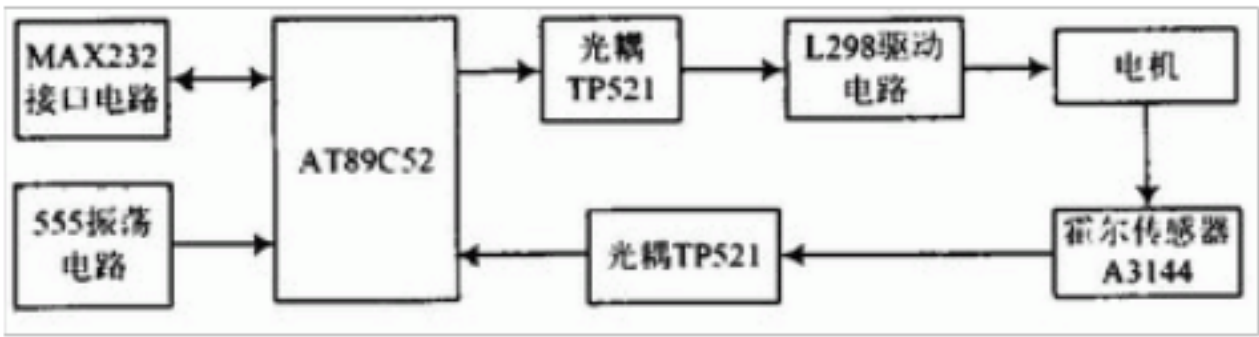 MAX232
接口电路
555振荡
电路
AT89C52
光耦
TP521
L298驱动
电路
电机
霍尔传感器
A3144
光耦TP521